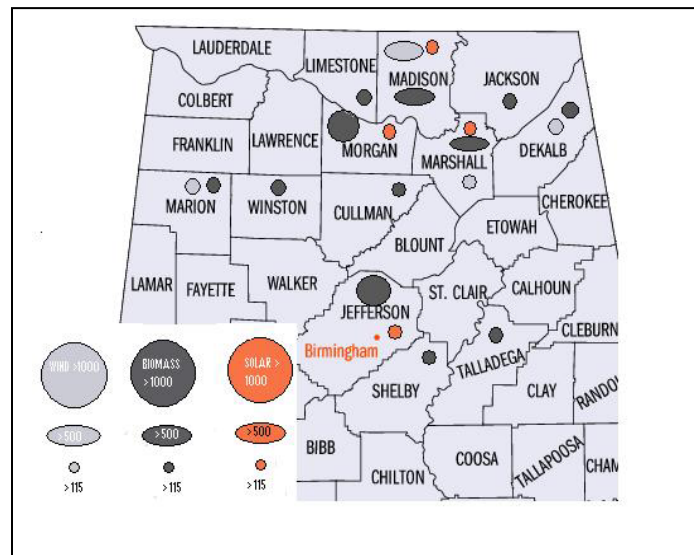 LAUDERDALE
LIMESTONE
MADISON
JACKSON
COLBERT
FRANKLIN
LAWRENCE
MORGAN
MARSHALL
DEKALB
MARION
WINSTON
CULLMAN
CHEROKEE
BLOUNT
ETOWAH
LAMAR
FAYETTE
WALKER
JEFFERSON
ST. CLAIR
CALHOUN
Birmingham
CLEBURN
SHELBY
TALLADEGA
CLAY
RANDO
BIBB
CHILTON
COOSA
TALLAPOOSA
CHAM
WIND >1000
BIOMASS
>1000
SOLAR >
1000
>500
>500
>500
>115
>115
>115